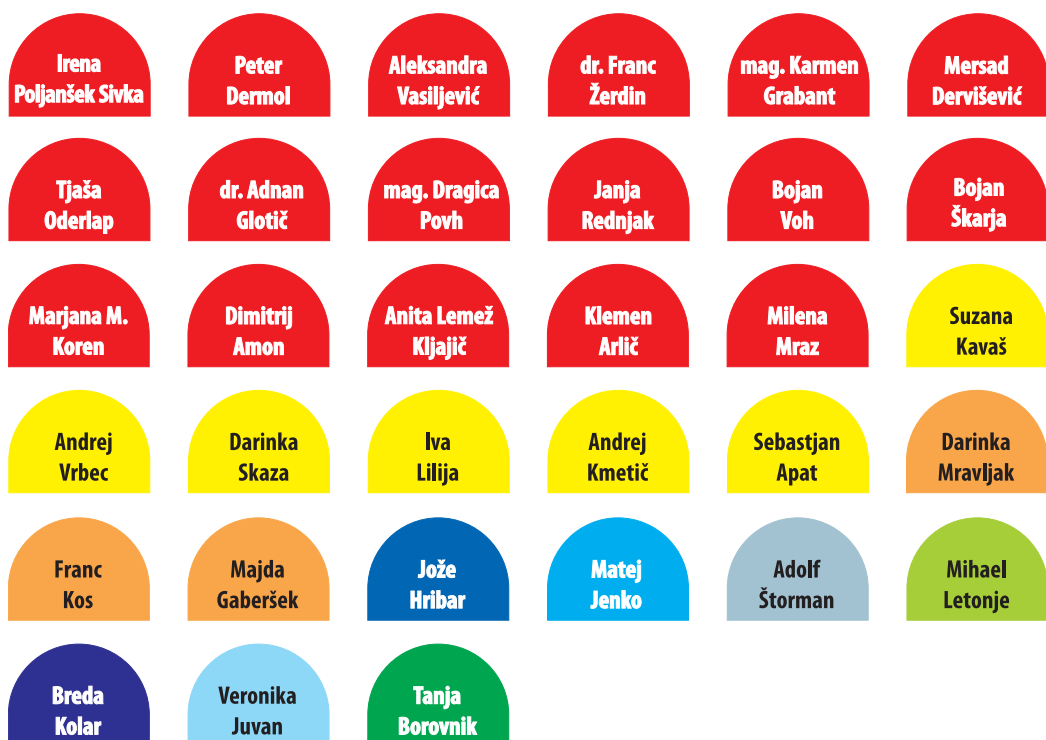 Irena
Poljanšek Sivka
Peter
Dermol
Aleksandra
Vasiljević
dr. Franc
Žerdin
mag. Karmen
Grabant
Mersad
Dervišević
Tjaša
Oderlap
dr. Adnan
Glotič
mag. Dragica
Povh
Janja
Rednjak
Bojan
Voh
Bojan
Škarja
Marjana M.
Koren
Dimitrij
Amon
Anita Lemež
Kljajič
Klemen
Arlič
Milena
Mraz
Suzana
Kavaš
Andrej
Vrbec
Darinka
Skaza
Iva
Lilija
Andrej
Kmetič
Sebastjan
Apat
Darinka
Mravljak
Franc
Kos
Majda
Gaberšek
Jože
Hribar
Matej
Jenko
Adolf
Štorman
Mihael
Letonje
Breda
Kolar
Veronika
Juvan
Tanja
Borovnik